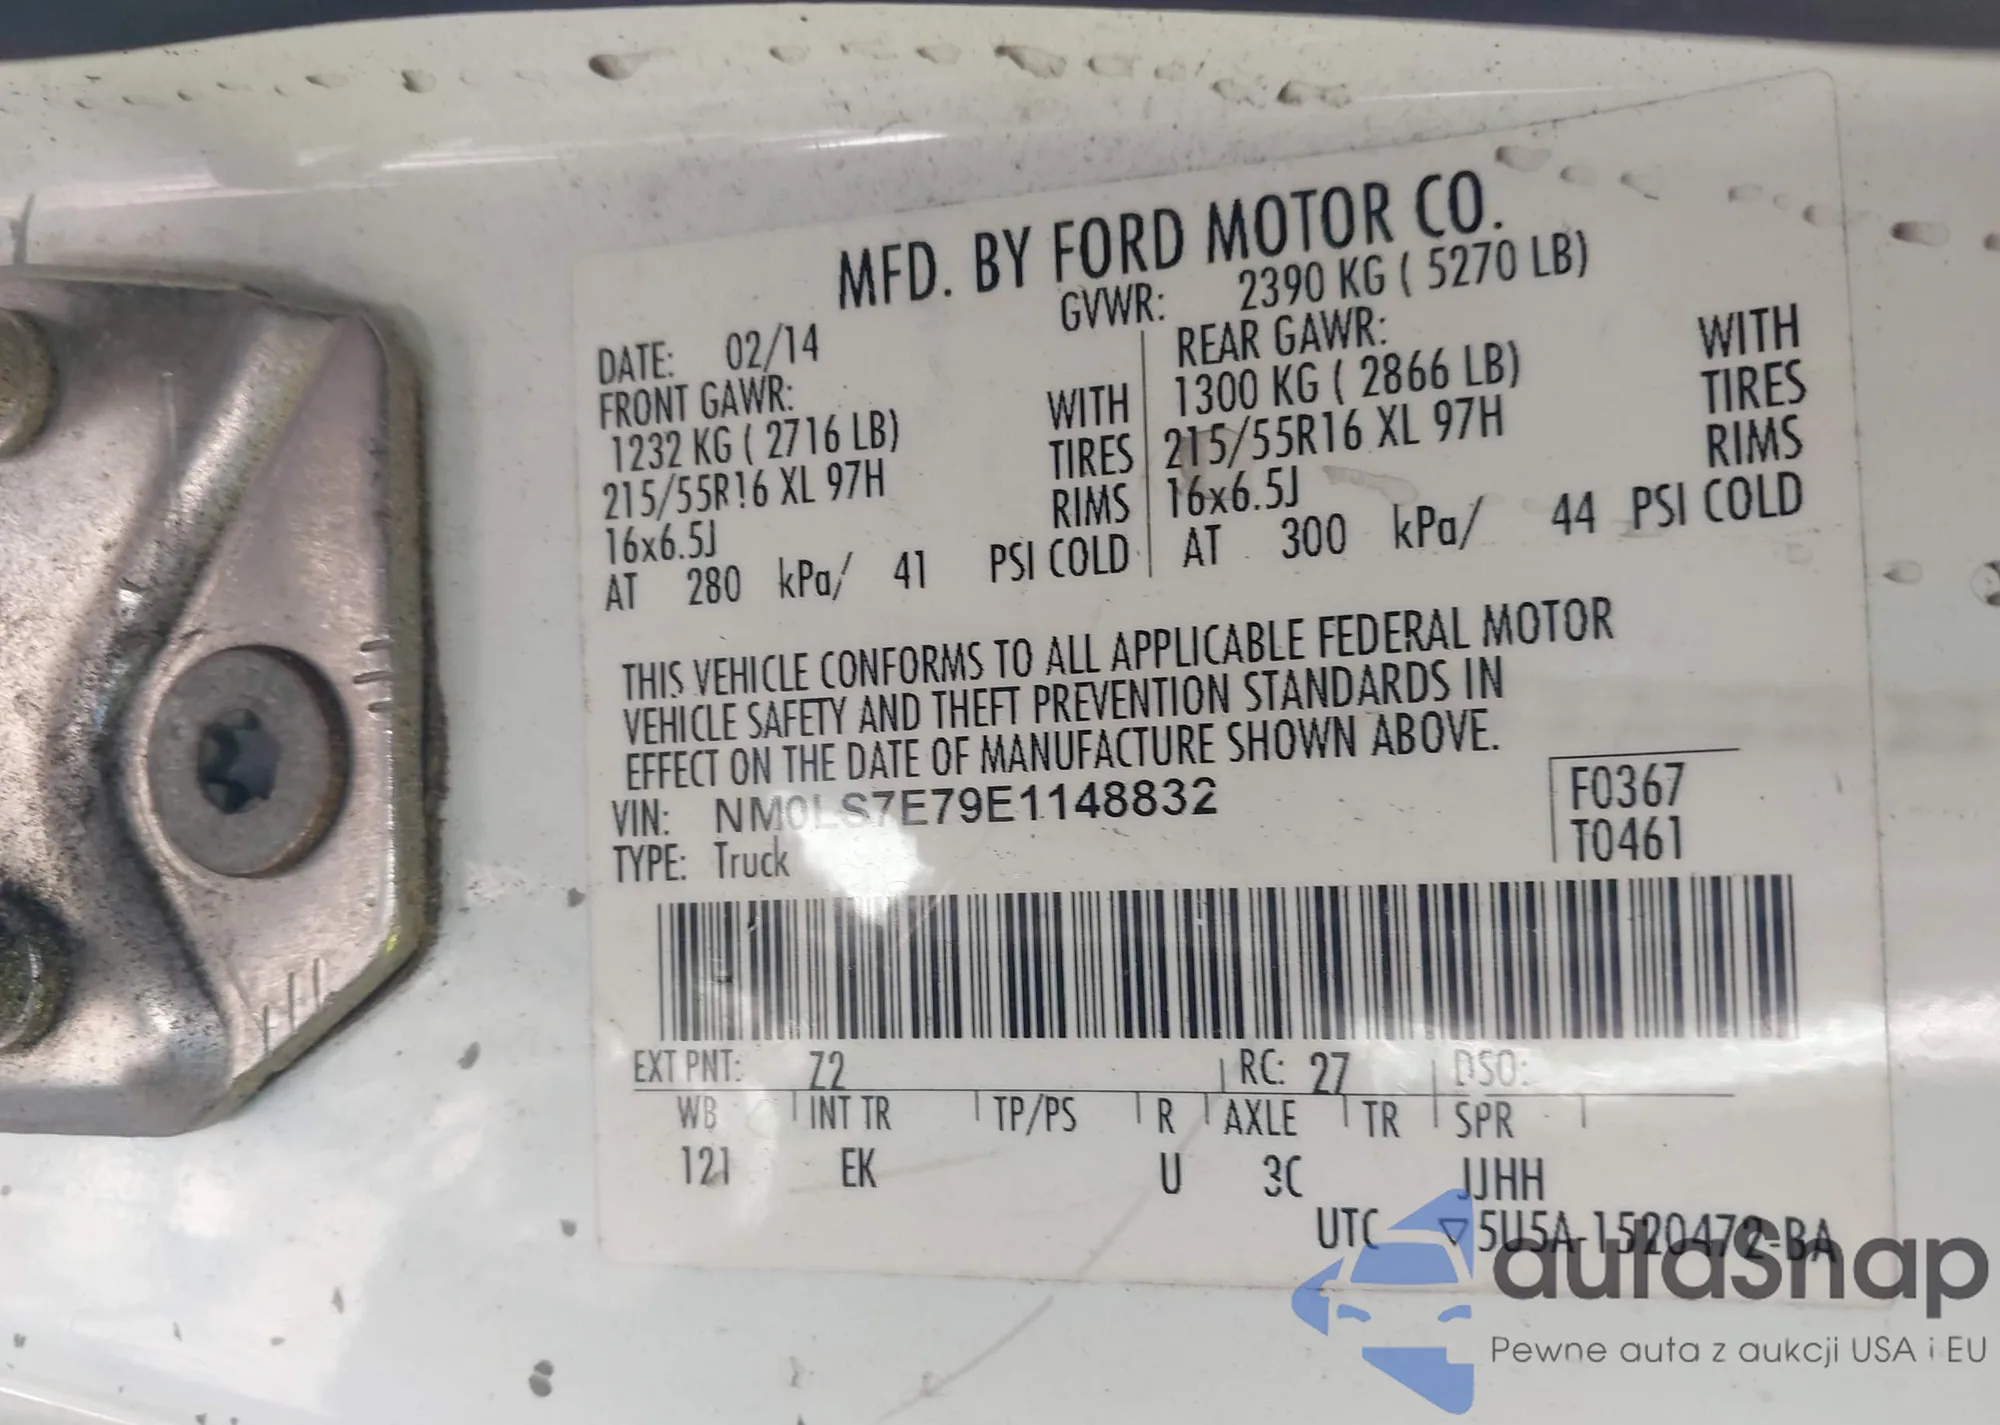 MFD. BY FORD MOTOR CO.
DATE: 02/14
GVWR: 2390 KG ( 5270 LB)
FRONT GAWR:
1232 KG ( 2716 LB) WITH
215/55R16 XL 97H TIRES
16x6.5J RIMS
AT 280 kPa/ 41 PSI COLD
REAR GAWR:
1300 KG ( 2866 LB) WITH
215/55R16 XL 97H TIRES
16x6.5J RIMS
AT 300 kPa/ 44 PSI COLD
THIS VEHICLE CONFORMS TO ALL APPLICABLE FEDERAL MOTOR
VEHICLE SAFETY AND THEFT PREVENTION STANDARDS IN
EFFECT ON THE DATE OF MANUFACTURE SHOWN ABOVE.
VIN: NM0LS7E79E1148832
TYPE: Truck
F0367
T0461
EXT PNT: Z2 RC: 27 DSO:
WB INT TR TP/PS R AXLE TR SPR
121 EK U 3C JJHH
UTC ▽5U5A-1520472-BA
autaSnap
Pewne auta z aukcji USA i EU